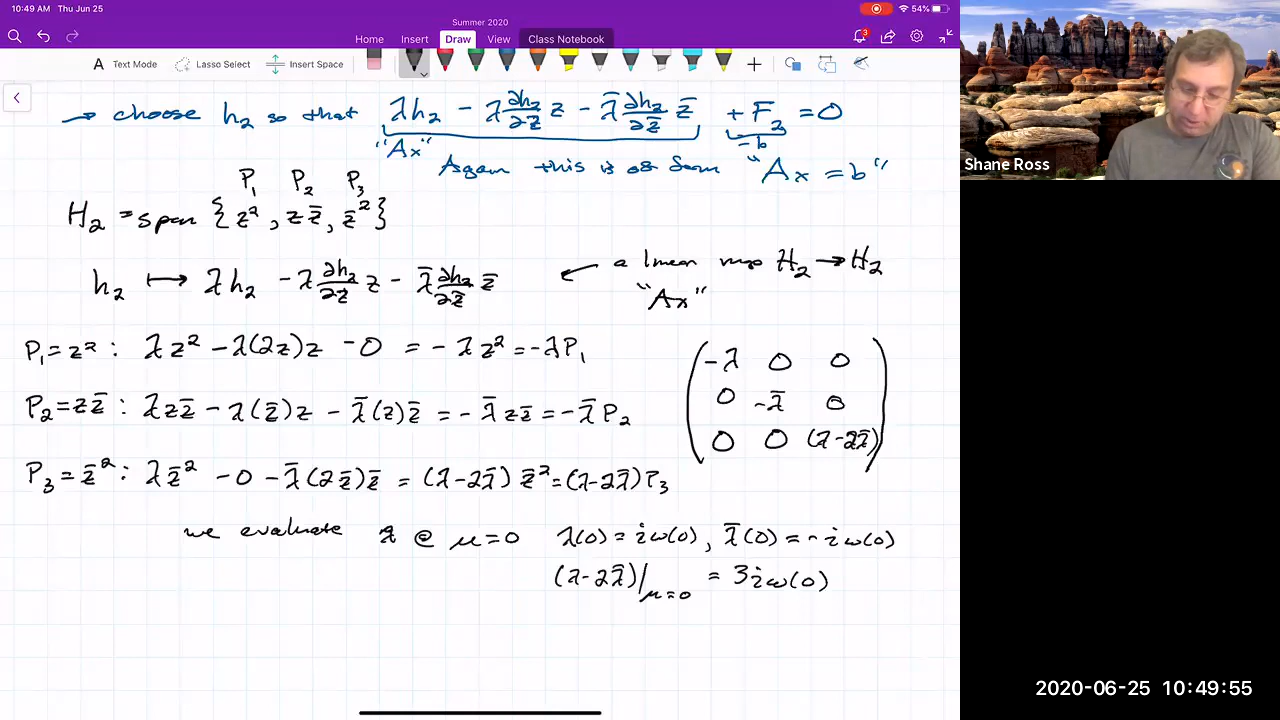 10:49 AM Thu Jun 25
54%
Summer 2020
Home Insert Draw View Class Notebook
3
A Text Mode Lasso Select Insert Space
→ choose h₂ so that λh₂ - λ ∂h₂/∂z z - λ̄ ∂h₂/∂z̄ z̄ + F₂ = 0
"Ax" -b
Again this is of form "Ax = b"
P₁ P₂ P₃
H₂ = span {z², zz̄, z̄²}
h₂ ↦ λh₂ - λ ∂h₂/∂z z - λ̄ ∂h₂/∂z̄ z̄ ← a linear map H₂ → H₂
"Ax"
P₁ = z² : λz² - λ(2z)z - 0 = - λz² = -λP₁
P₂ = zz̄ : λzz̄ - λ(z̄)z - λ̄(z)z̄ = - λ̄zz̄ = - λ̄P₂
P₃ = z̄² : λz̄² - 0 - λ̄(2z̄)z̄ = (λ-2λ̄) z̄² = (λ-2λ̄)P₃
-λ 0 0
0 -λ̄ 0
0 0 (λ-2λ̄)
we evaluate λ @ μ=0 λ(0) = iω(0), λ̄(0) = -iω(0)
(λ-2λ̄)|μ=0 = 3iω(0)
Shane Ross
2020-06-25 10:49:55